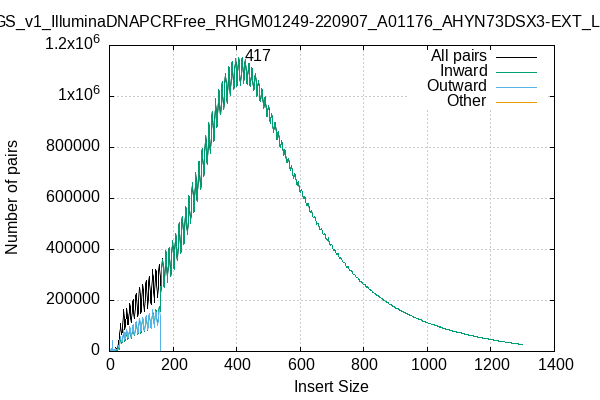 GS_v1_IlluminaDNAPCRFree_RHGM01249-220907_A01176_AHYN73DSX3-EXT_L
1.2x10^6
1x10^6
800000
600000
400000
200000
0
Number of pairs
417
All pairs
Inward
Outward
Other
0 200 400 600 800 1000 1200 1400
Insert Size